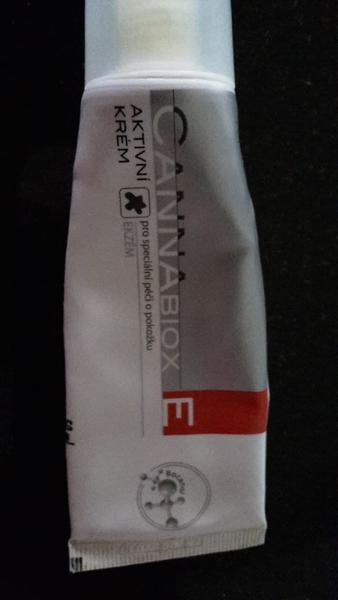 CANNABIOX
E
AKTIVNÍ
KRÉM
pro speciální péči o pokožku
EKZÉM